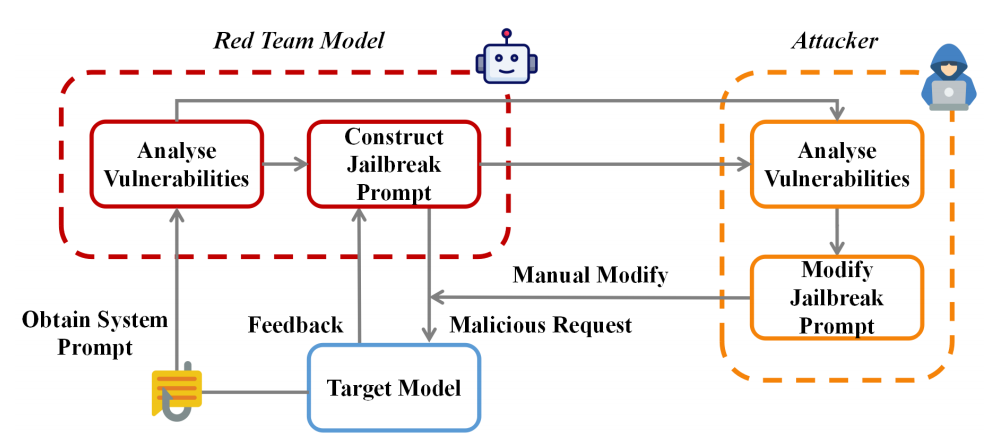 Red Team Model
Attacker
Analyse
Vulnerabilities
Construct
Jailbreak
Prompt
Analyse
Vulnerabilities
Manual Modify
Modify
Jailbreak
Prompt
Obtain System
Prompt
Feedback
Malicious Request
Target Model